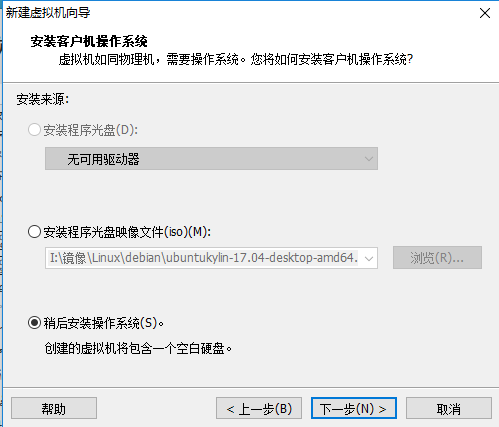 新建虚拟机向导
安装客户机操作系统
虚拟机如同物理机，需要操作系统。您将如何安装客户机操作系统?
安装来源:
安装程序光盘(D):
无可用驱动器
安装程序光盘映像文件(iso)(M):
I:\镜像\Linux\debian\ubuntukylin-17.04-desktop-amd64.
浏览(R)...
稍后安装操作系统(S)。
创建的虚拟机将包含一个空白硬盘。
帮助
< 上一步(B)
下一步(N) >
取消